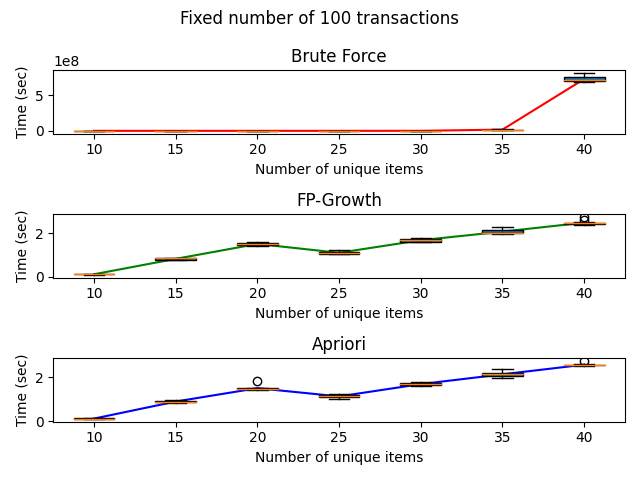 Fixed number of 100 transactions
Brute Force
1e8
Time (sec)
5
0
10 15 20 25 30 35 40
Number of unique items
FP-Growth
Time (sec)
2
0
10 15 20 25 30 35 40
Number of unique items
Apriori
Time (sec)
2
0
10 15 20 25 30 35 40
Number of unique items